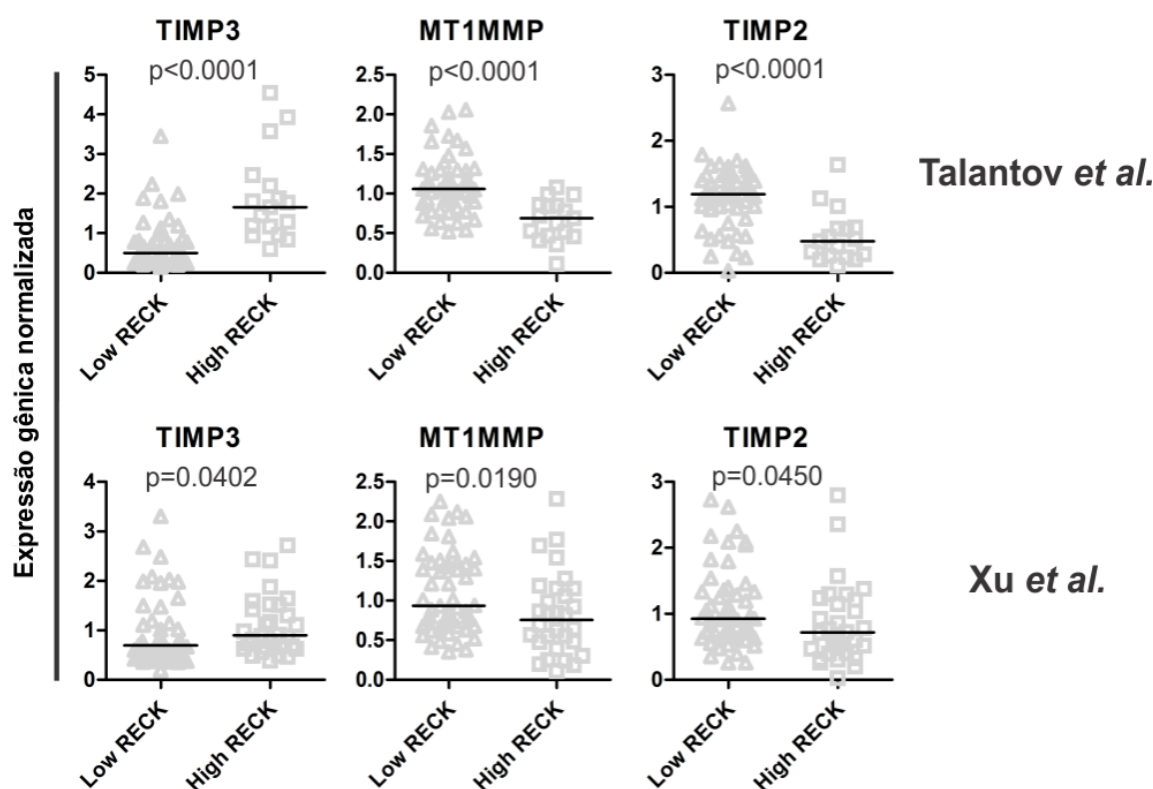 Expressão gênica normalizada
TIMP3
p<0.0001
5
4
3
2
1
0
Low RECK
High RECK
MT1MMP
p<0.0001
2.5
2.0
1.5
1.0
0.5
0.0
Low RECK
High RECK
TIMP2
p<0.0001
3
2
1
0
Low RECK
High RECK
Talantov et al.
TIMP3
p=0.0402
4
3
2
1
0
Low RECK
High RECK
MT1MMP
p=0.0190
2.5
2.0
1.5
1.0
0.5
0.0
Low RECK
High RECK
TIMP2
p=0.0450
3
2
1
0
Low RECK
High RECK
Xu et al.